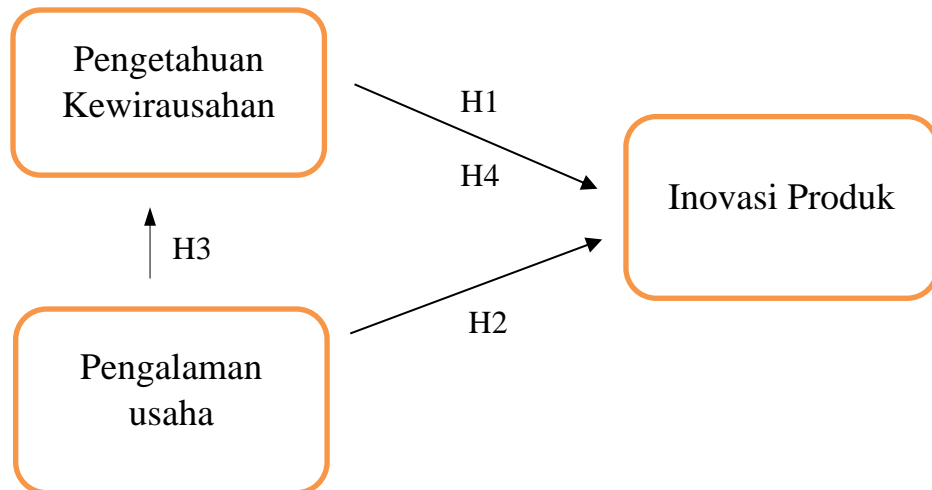 Pengetahuan
Kewirausahan
H1
H4
Inovasi Produk
H3
H2
Pengalaman
usaha